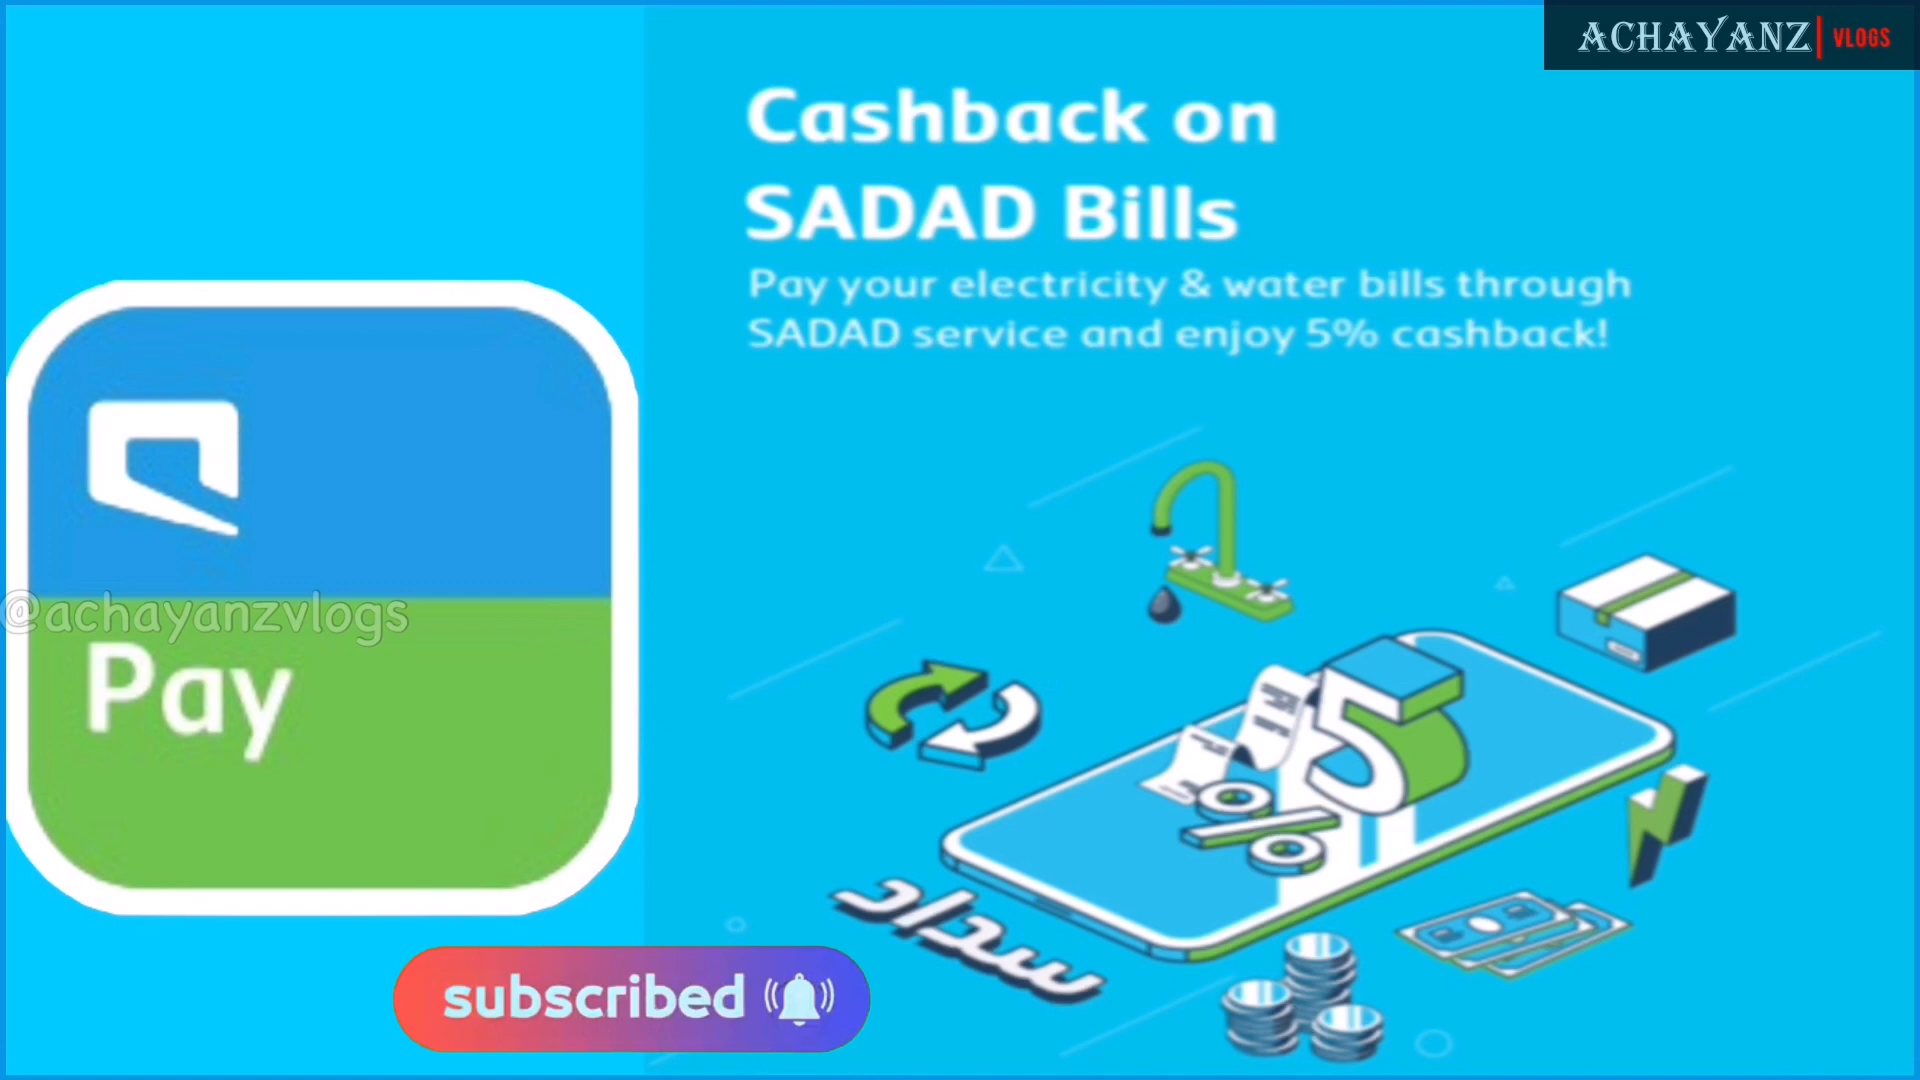 ACHAYANZ VLOGS
Cashback on
SADAD Bills
Pay your electricity & water bills through
SADAD service and enjoy 5% cashback!
@achayanzvlogs
Pay
5%
سداد
subscribed